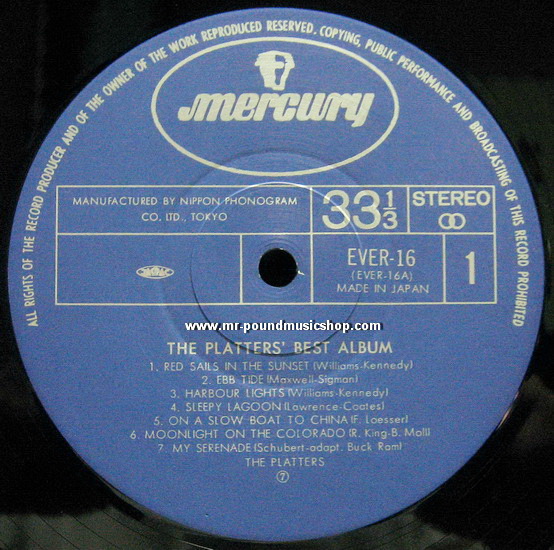 ALL RIGHTS OF THE RECORD PRODUCER AND OF THE OWNER OF THE WORK REPRODUCED RESERVED. COPYING, PUBLIC PERFORMANCE AND BROADCASTING OF THIS RECORD PROHIBITED
mercury
MANUFACTURED BY NIPPON PHONOGRAM
CO. LTD., TOKYO
33 1/3
STEREO
EVER-16
(EVER-16A)
MADE IN JAPAN
1
www.mr-poundmusicshop.com
THE PLATTERS' BEST ALBUM
1. RED SAILS IN THE SUNSET (Williams-Kennedy)
2. EBB TIDE (Maxwell-Sigman)
3. HARBOUR LIGHTS (Williams-Kennedy)
4. SLEEPY LAGOON (Lawrence-Coates)
5. ON A SLOW BOAT TO CHINA (F. Loesser)
6. MOONLIGHT ON THE COLORADO (R. King-B. Moll)
7. MY SERENADE (Schubert-adapt. Buck Ram)
THE PLATTERS
7